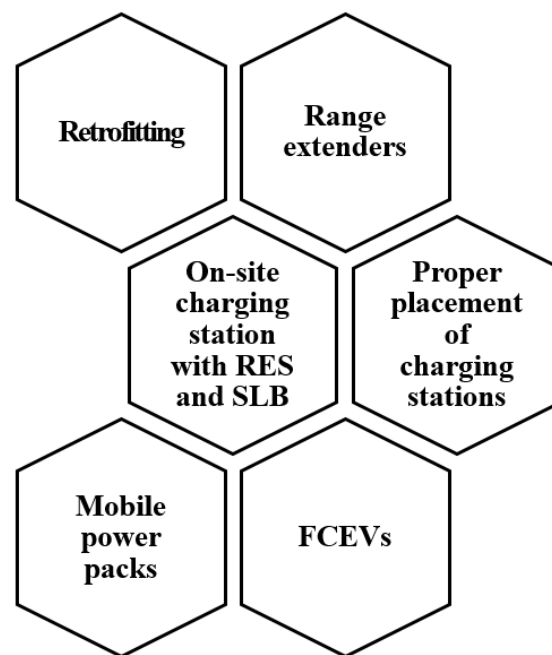 Retrofitting
Range
extenders
On-site
charging
station
with RES
and SLB
Proper
placement
of
charging
stations
Mobile
power
packs
FCEVs